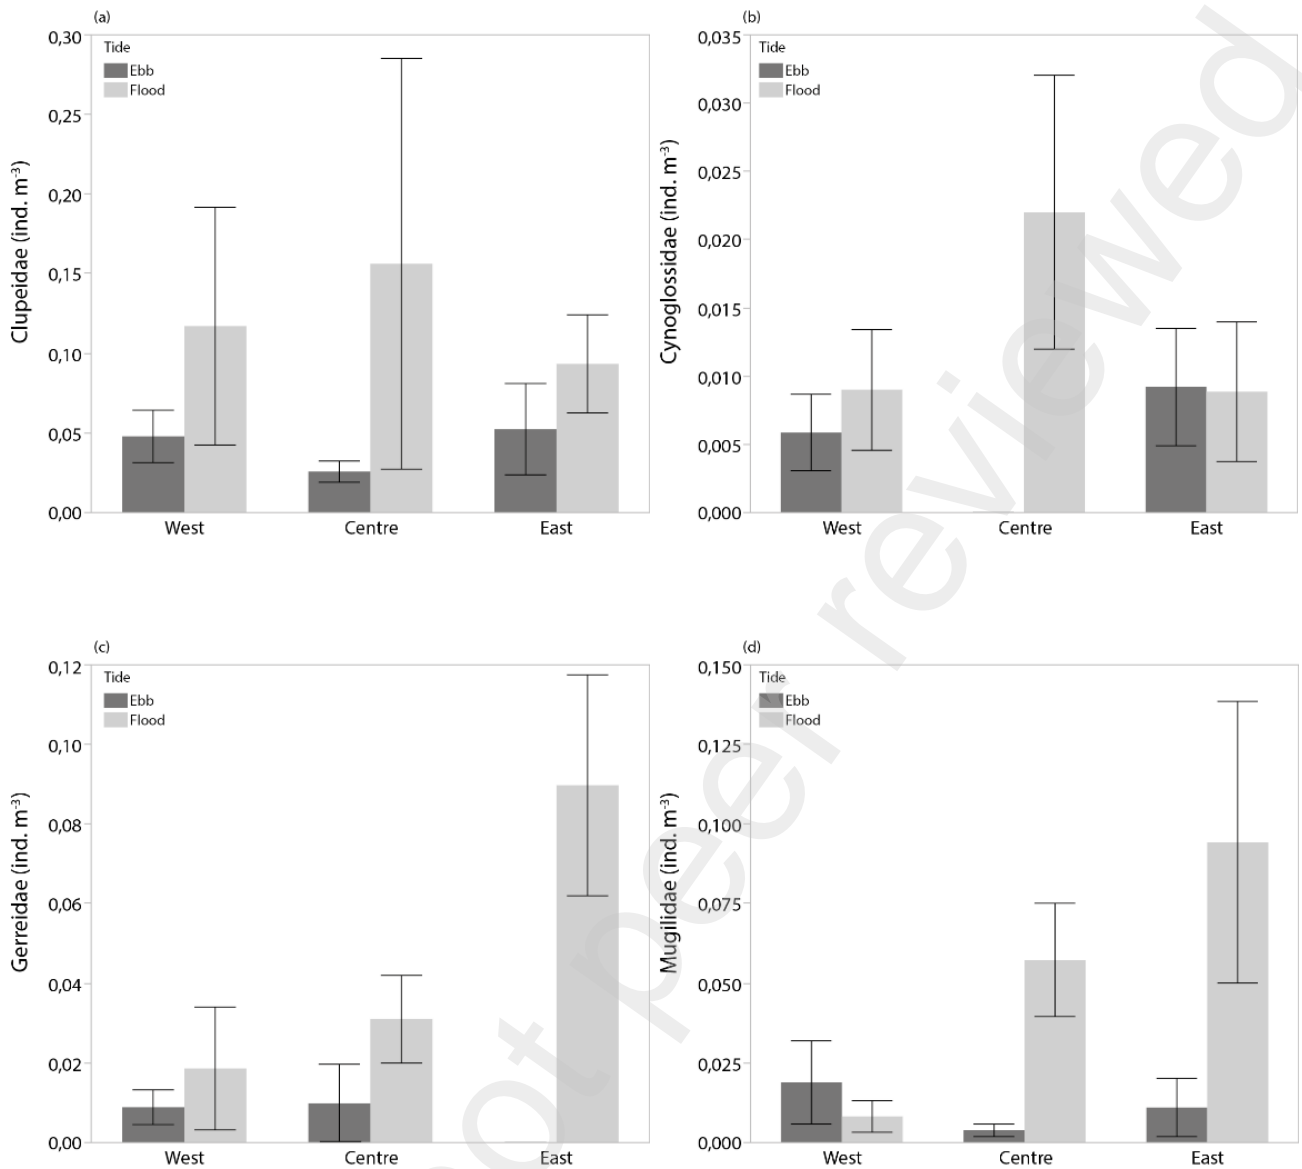 (a)
0,30
0,25
0,20
0,15
0,10
0,05
0,00
Clupeidae (ind. m⁻³)
Tide
Ebb
Flood
West Centre East
(b)
0,035
0,030
0,025
0,020
0,015
0,010
0,005
0,000
Cynoglossidae (ind. m⁻³)
Tide
Ebb
Flood
West Centre East
(c)
0,12
0,10
0,08
0,06
0,04
0,02
0,00
Gerreidae (ind. m⁻³)
Tide
Ebb
Flood
West Centre East
(d)
0,150
0,125
0,100
0,075
0,050
0,025
0,000
Mugilidae (ind. m⁻³)
Tide
Ebb
Flood
West Centre East
ot peer reviewed